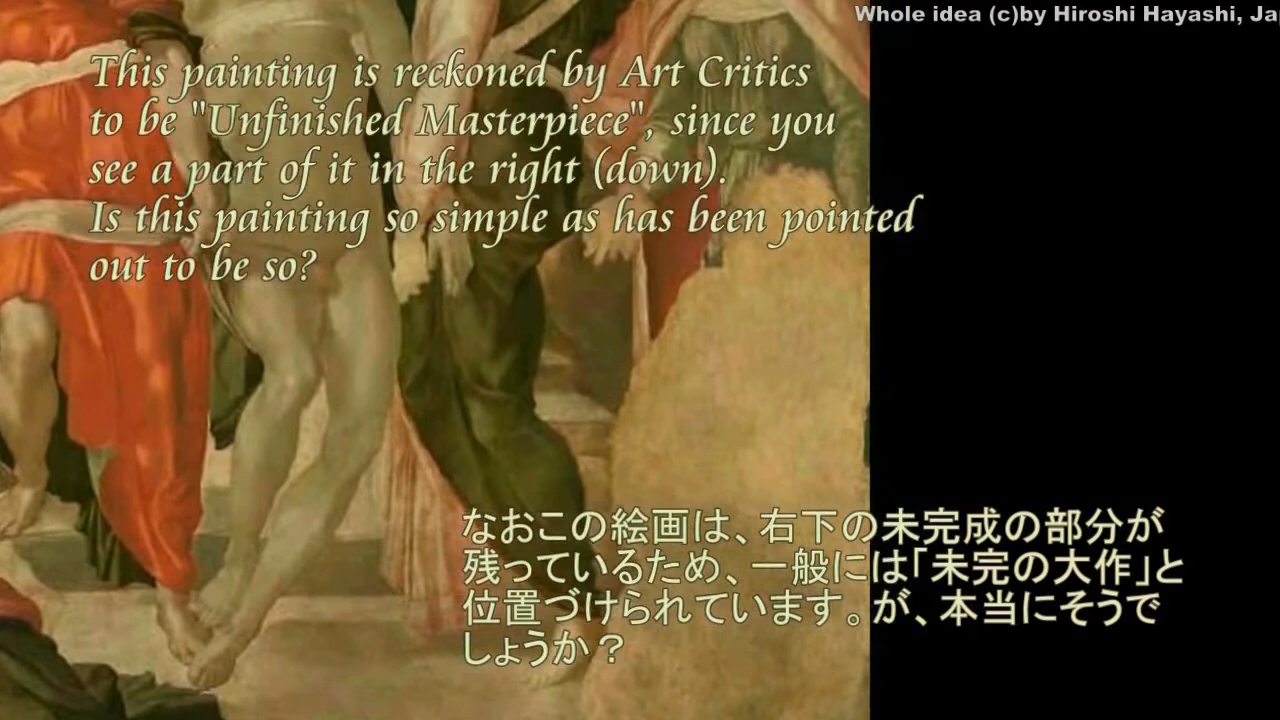 Whole idea (c)by Hiroshi Hayashi, Ja
This painting is reckoned by Art Critics
to be "Unfinished Masterpiece", since you
see a part of it in the right (down).
Is this painting so simple as has been pointed
out to be so?
なおこの絵画は、右下の未完成の部分が
残っているため、一般には「未完の大作」と
位置づけられています。が、本当にそうで
しょうか？